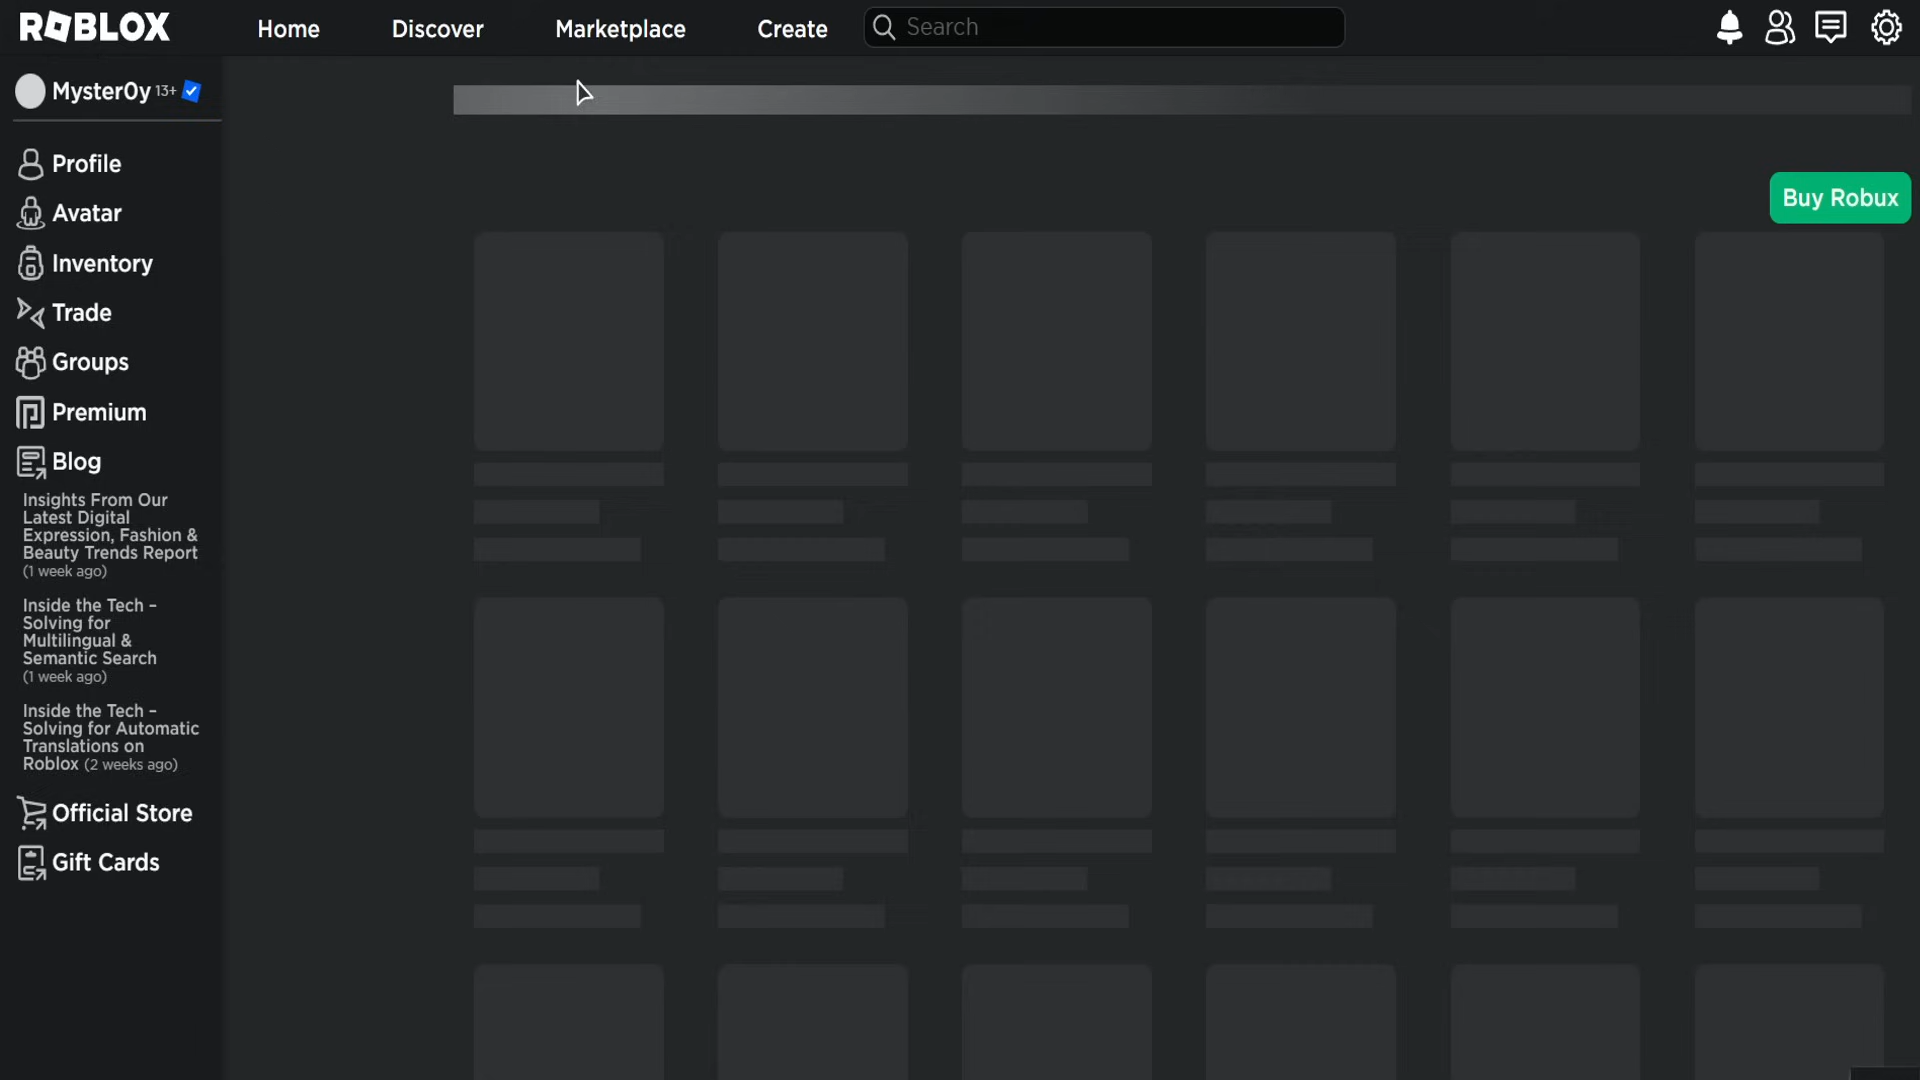 ROBLOX
Home
Discover
Marketplace
Create
Search
Myster0y 13+
Profile
Avatar
Inventory
Trade
Groups
Premium
Blog
Insights From Our
Latest Digital
Expression, Fashion &
Beauty Trends Report
(1 week ago)
Inside the Tech –
Solving for
Multilingual &
Semantic Search
(1 week ago)
Inside the Tech –
Solving for Automatic
Translations on
Roblox (2 weeks ago)
Official Store
Gift Cards
Buy Robux